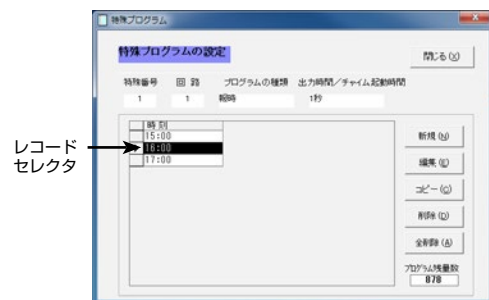 特殊プログラム
特殊プログラムの設定
閉じる(X)
特殊番号 回 路 プログラムの種類 出力時間/チャイム起動時間
1 1 瞬時 1秒
時刻
15:00
16:00
17:00
レコード
セレクタ
新規(N)
編集(E)
コピー(C)
削除(D)
全削除(A)
プログラム残量数
878